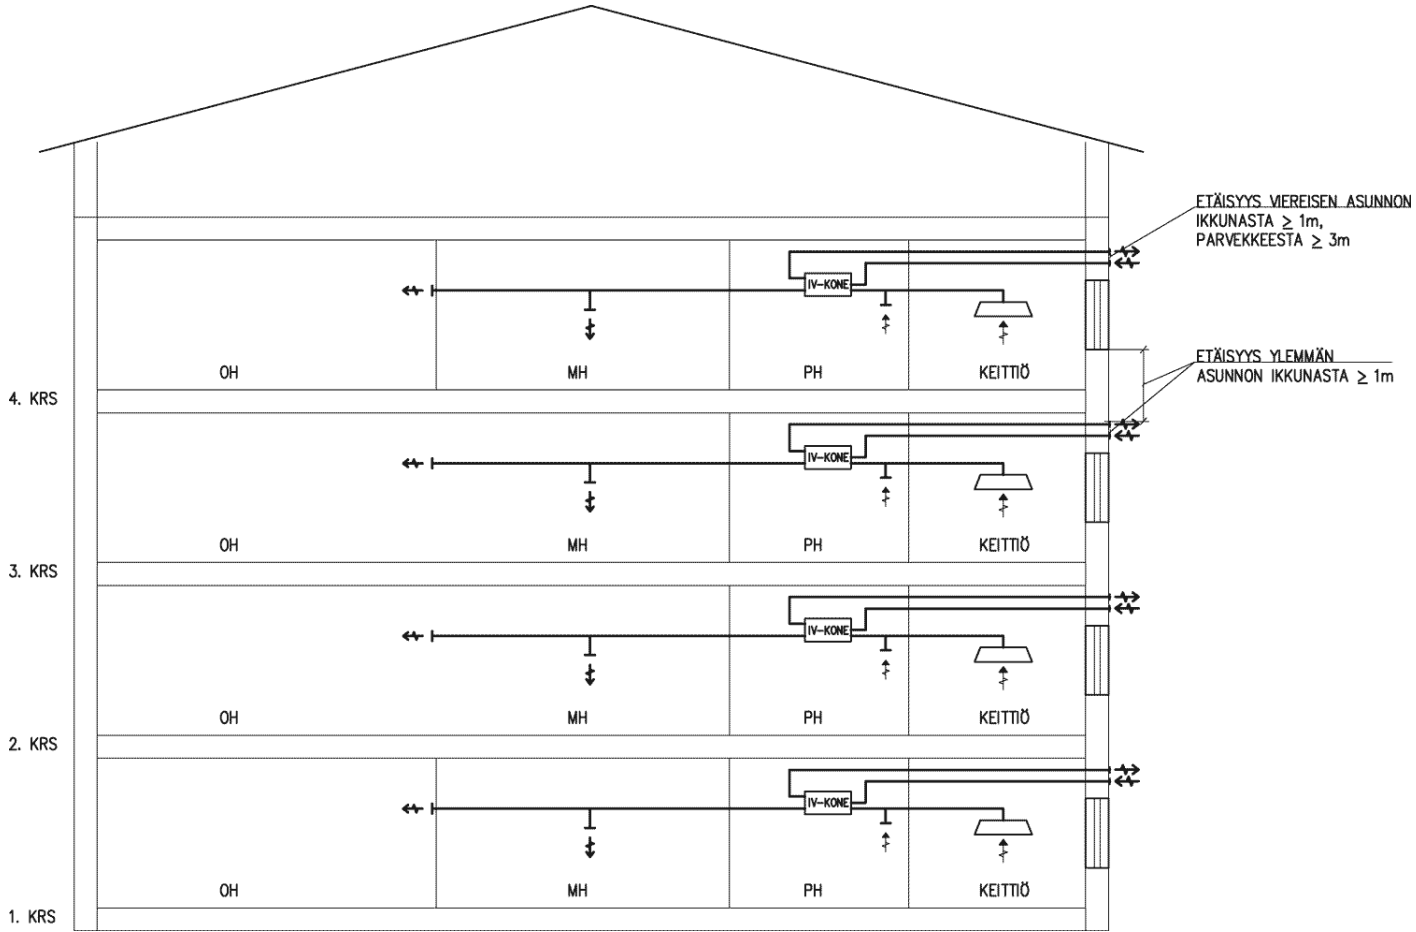 ETÄISYYS VIEREISEN ASUNNON
IKKUNASTA ≥ 1m,
PARVEKKEESTA ≥ 3m
IV-KONE
OH
MH
PH
KEITTIÖ
ETÄISYYS YLEMMÄN
ASUNNON IKKUNASTA ≥ 1m
4. KRS
IV-KONE
OH
MH
PH
KEITTIÖ
3. KRS
IV-KONE
OH
MH
PH
KEITTIÖ
2. KRS
IV-KONE
OH
MH
PH
KEITTIÖ
1. KRS